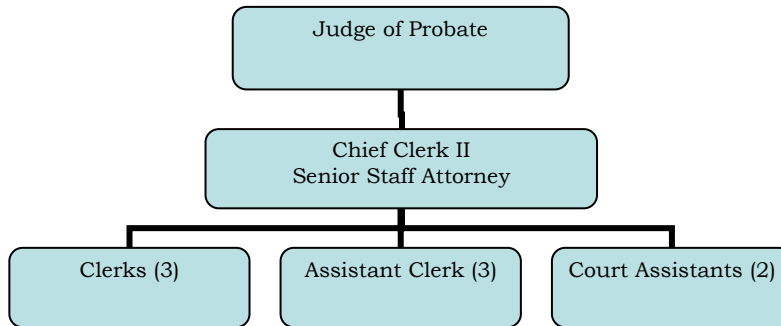 Judge of Probate
Chief Clerk II
Senior Staff Attorney
Clerks (3)
Assistant Clerk (3)
Court Assistants (2)